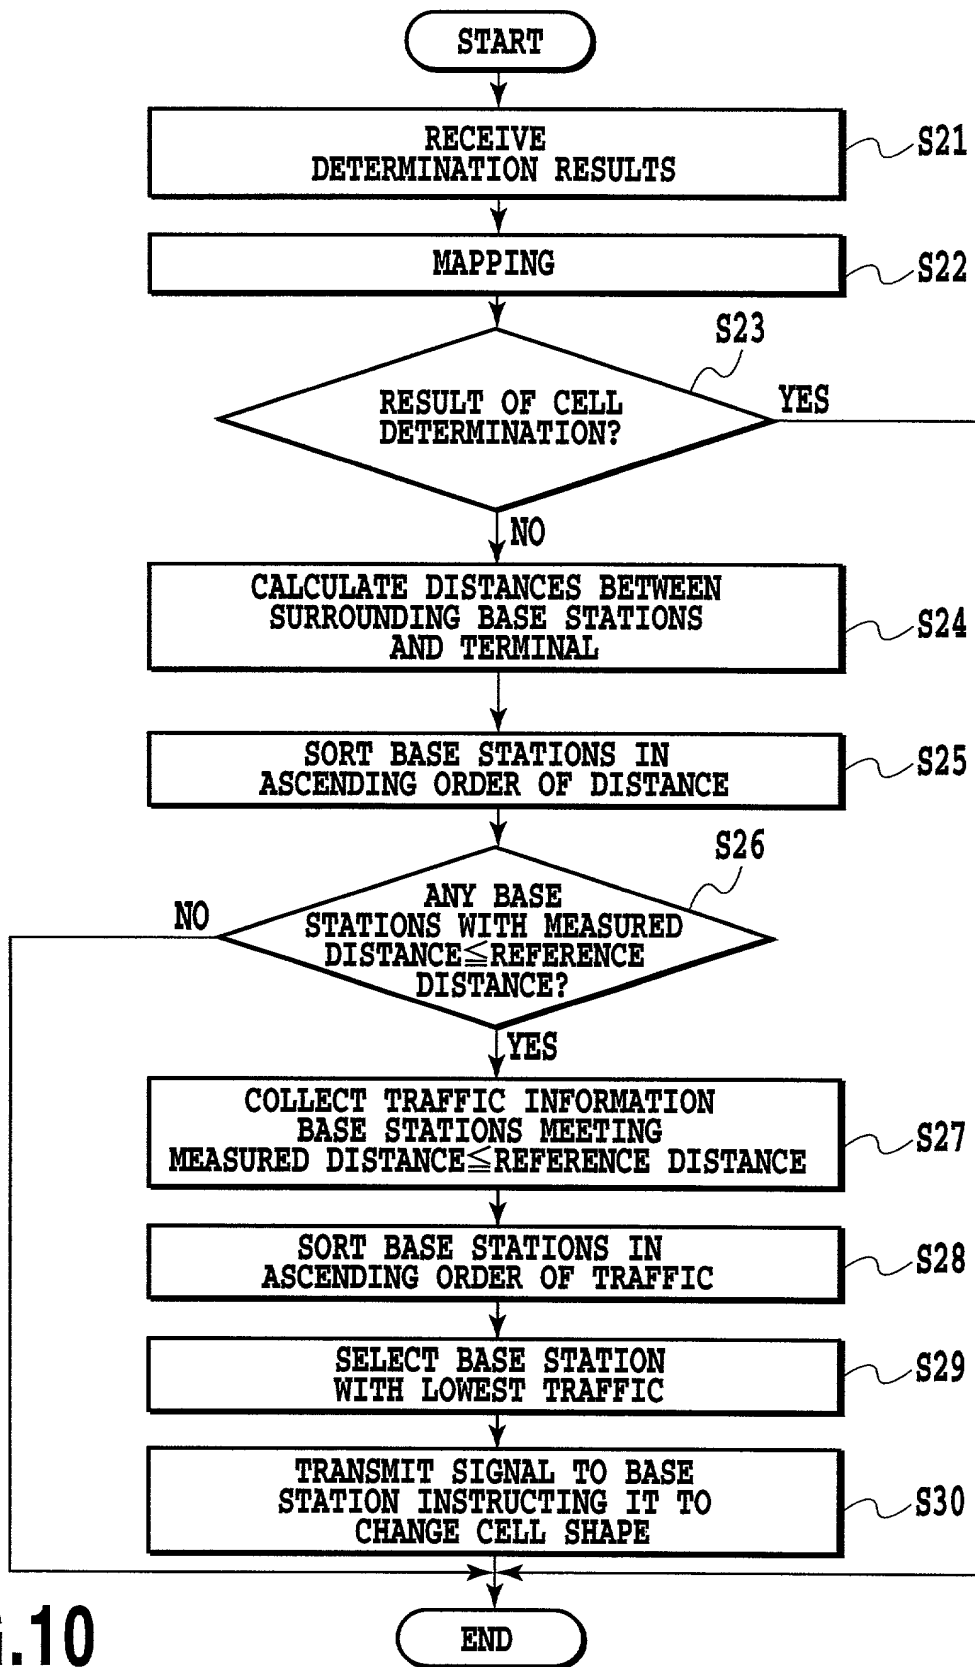 START
RECEIVE
DETERMINATION RESULTS
S21
MAPPING
S22
S23
RESULT OF CELL
DETERMINATION?
YES
NO
CALCULATE DISTANCES BETWEEN
SURROUNDING BASE STATIONS
AND TERMINAL
S24
SORT BASE STATIONS IN
ASCENDING ORDER OF DISTANCE
S25
S26
NO
ANY BASE
STATIONS WITH MEASURED
DISTANCE≦REFERENCE
DISTANCE?
YES
COLLECT TRAFFIC INFORMATION
BASE STATIONS MEETING
MEASURED DISTANCE≦REFERENCE DISTANCE
S27
SORT BASE STATIONS IN
ASCENDING ORDER OF TRAFFIC
S28
SELECT BASE STATION
WITH LOWEST TRAFFIC
S29
TRANSMIT SIGNAL TO BASE
STATION INSTRUCTING IT TO
CHANGE CELL SHAPE
S30
END
.10